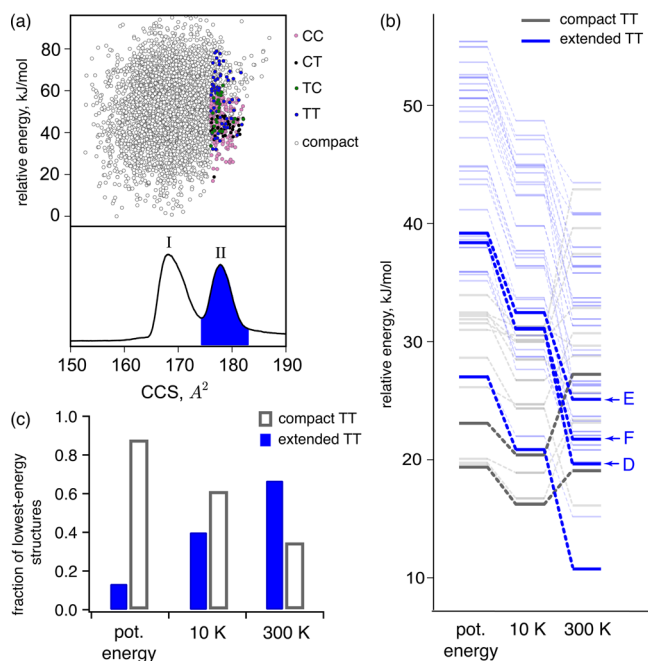 (a)
relative energy, kJ/mol
80
60
40
20
0
CC
CT
TC
TT
compact
I
II
150 160 170 180 190
CCS, A²
(b)
compact TT
extended TT
relative energy, kJ/mol
50
40
30
20
10
E
F
D
pot. energy
10 K
300 K
(c)
compact TT
extended TT
fraction of lowest-energy
structures
1.0
0.8
0.6
0.4
0.2
0.0
pot.
energy
10 K
300 K